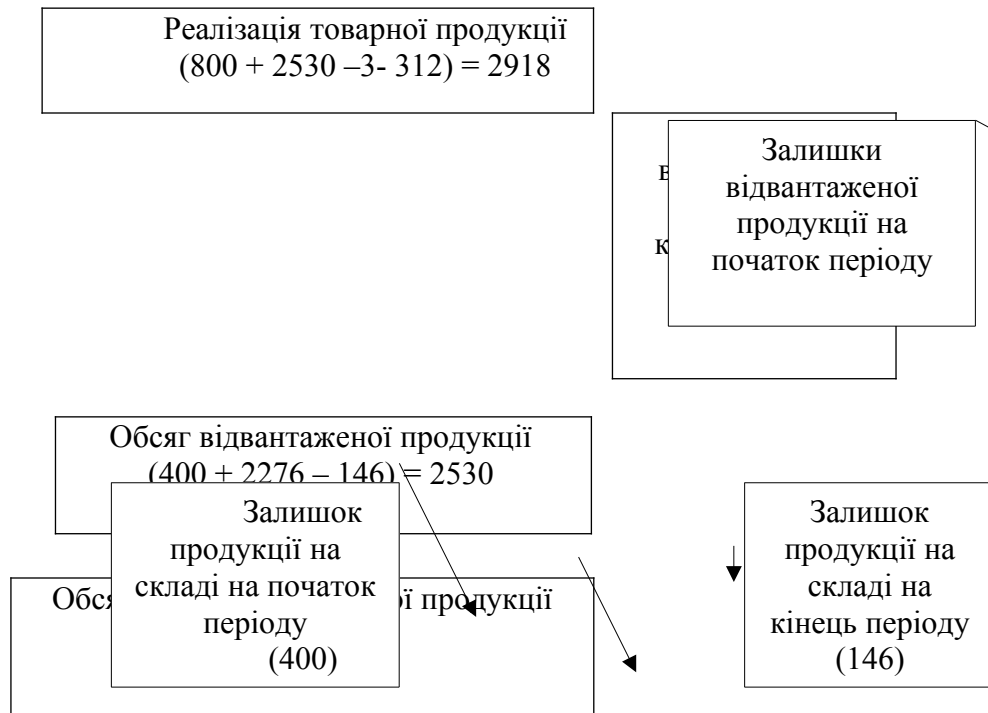 Реалізація товарної продукції
(800 + 2530 –3- 312) = 2918
Залишки
відвантаженої
продукції на
початок періоду
Обсяг відвантаженої продукції
(400 + 2276 – 146) = 2530
Залишок
продукції на
складі на початок
періоду
(400)
Залишок
продукції на
складі на
кінець періоду
(146)
продукції